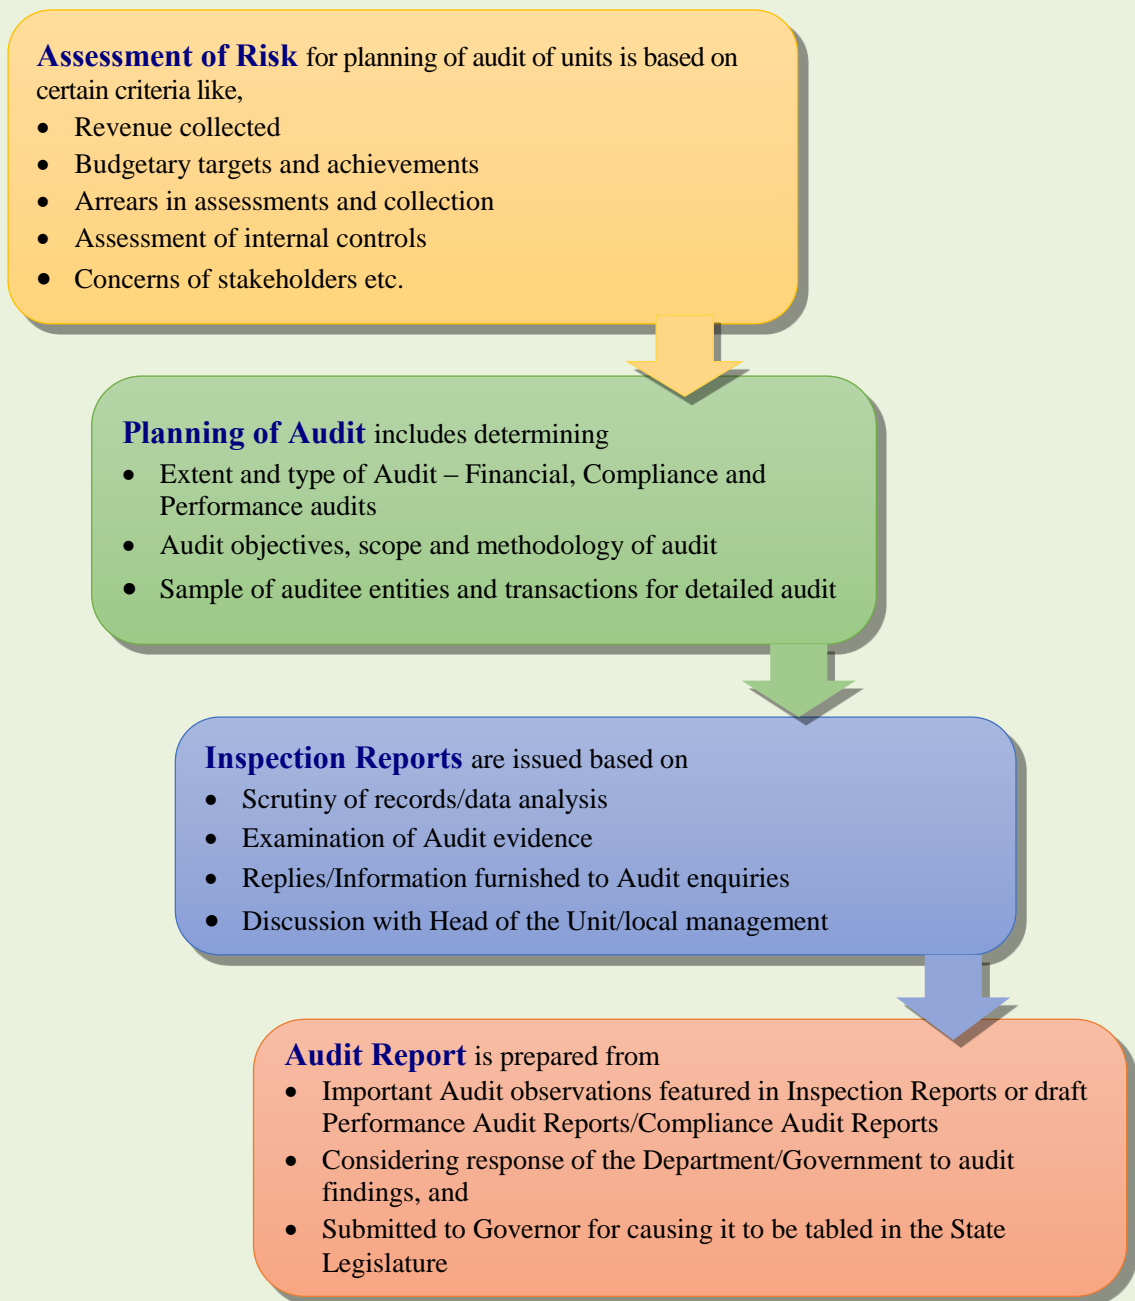 Assessment of Risk for planning of audit of units is based on
certain criteria like,
• Revenue collected
• Budgetary targets and achievements
• Arrears in assessments and collection
• Assessment of internal controls
• Concerns of stakeholders etc.
Planning of Audit includes determining
• Extent and type of Audit – Financial, Compliance and
Performance audits
• Audit objectives, scope and methodology of audit
• Sample of auditee entities and transactions for detailed audit
Inspection Reports are issued based on
• Scrutiny of records/data analysis
• Examination of Audit evidence
• Replies/Information furnished to Audit enquiries
• Discussion with Head of the Unit/local management
Audit Report is prepared from
• Important Audit observations featured in Inspection Reports or draft
Performance Audit Reports/Compliance Audit Reports
• Considering response of the Department/Government to audit
findings, and
• Submitted to Governor for causing it to be tabled in the State
Legislature